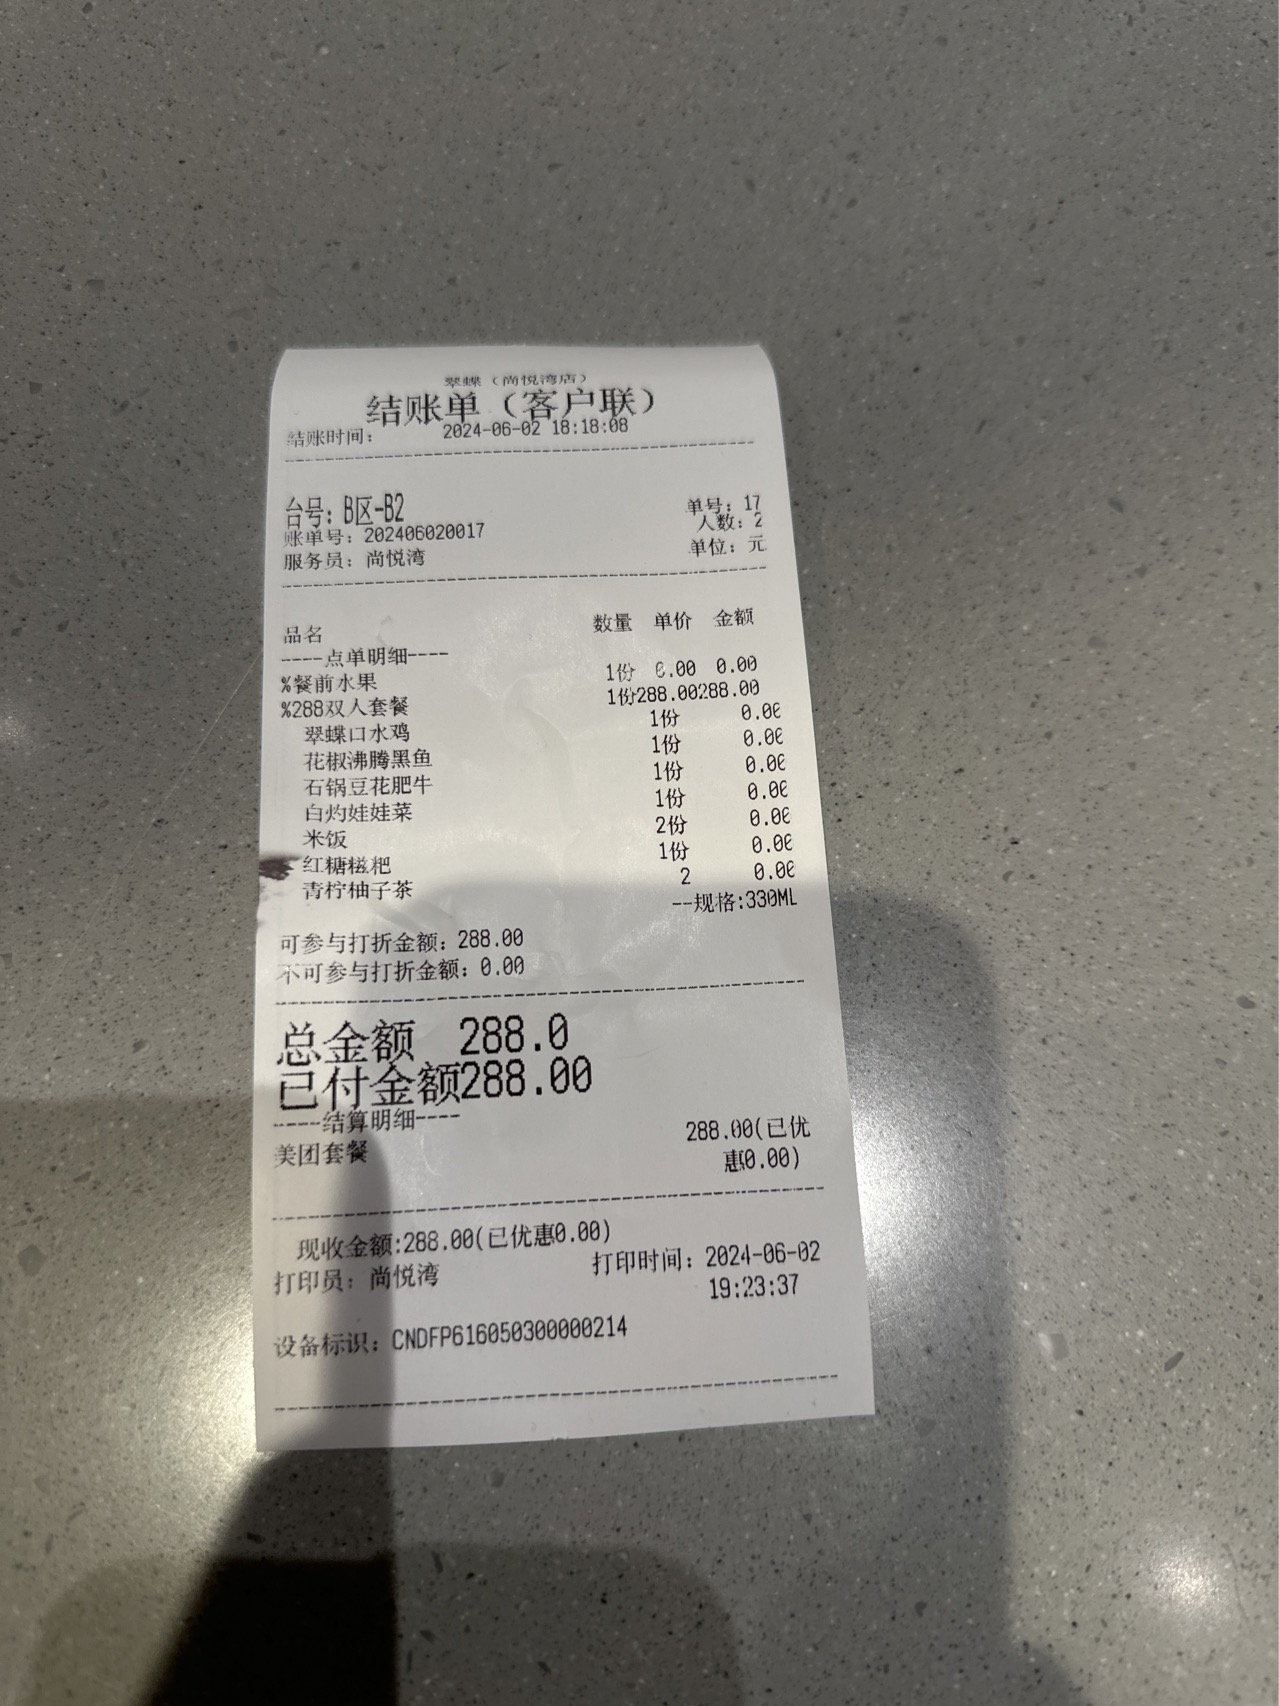 翠蝶（尚悦湾店）
结账单（客户联）
结账时间： 2024-06-02 18:18:08
台号：B区-B2 单号：17
人数：2
账单号：202406020017
服务员：尚悦湾 单位：元
品名 数量 单价 金额
----点单明细----
%餐前水果 1份 0.00 0.00
%288双人套餐 1份288.00288.00
翠蝶口水鸡 1份 0.0
花椒沸腾黑鱼 1份 0.0
石锅豆花肥牛 1份 0.0
白灼娃娃菜 1份 0.0
米饭 2份 0.0
红糖糍粑 1份 0.0
青柠柚子茶 2 0.0
--规格:330ML
可参与打折金额：288.00
不可参与打折金额：0.00
总金额 288.0
已付金额288.00
----结算明细----
美团套餐 288.00(已优
惠0.00)
现收金额:288.00(已优惠0.00)
打印员：尚悦湾 打印时间：2024-06-02
19:23:37
设备标识：CNDFP616050300000214